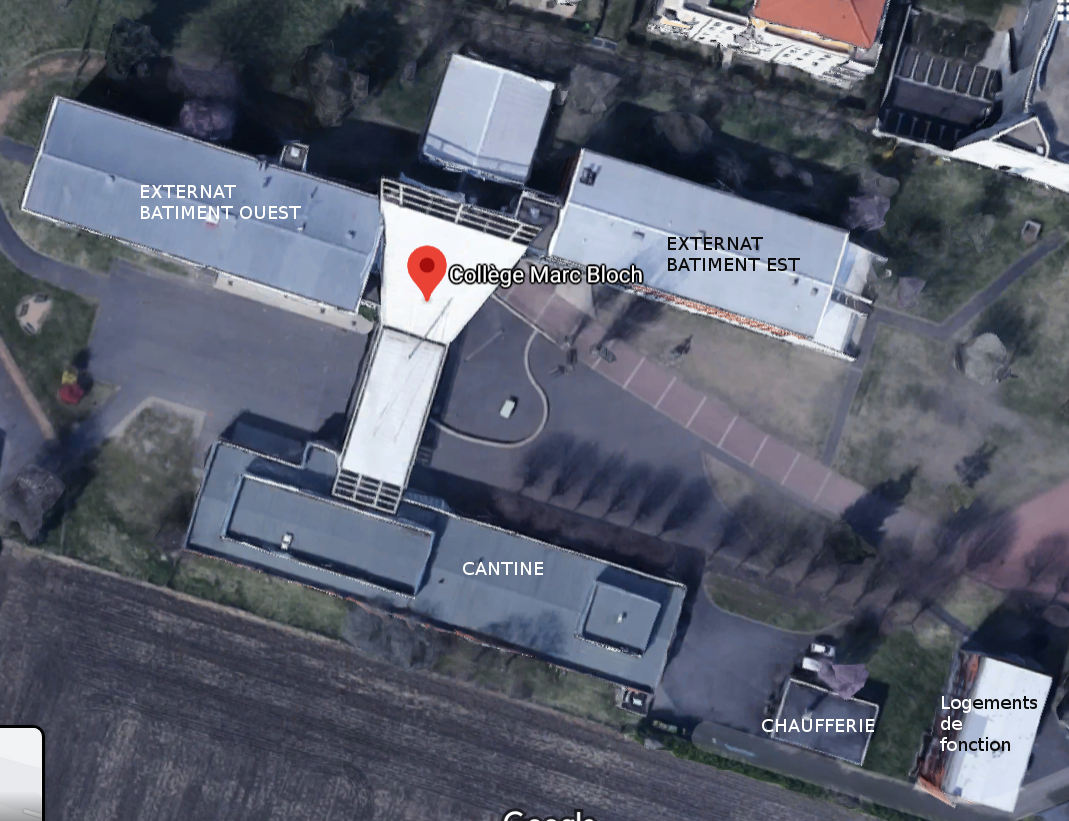 EXTERNAT
BATIMENT OUEST
EXTERNAT
BATIMENT EST
Collège Marc Bloch
CANTINE
Logements
de
fonction
CHAUFFERIE
Google